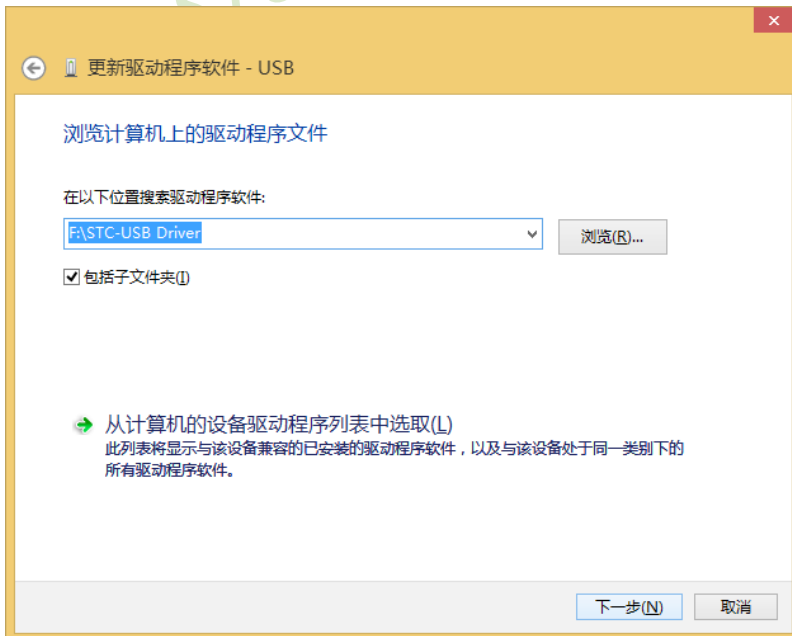 更新驱动程序软件 - USB
浏览计算机上的驱动程序文件
在以下位置搜索驱动程序软件:
F:\STC-USB Driver
浏览(R)...
包括子文件夹(I)
从计算机的设备驱动程序列表中选取(L)
此列表将显示与该设备兼容的已安装的驱动程序软件，以及与该设备处于同一类别下的
所有驱动程序软件。
下一步(N)
取消